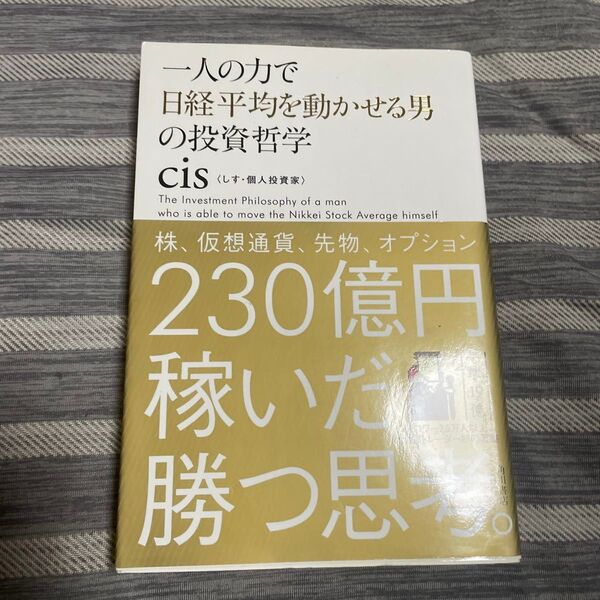 一人の力で
日経平均を動かせる男
の投資哲学
cis〈しす・個人投資家〉
The Investment Philosophy of a man
who is able to move the Nikkei Stock Average himself
株、仮想通貨、先物、オプション
230億円
稼いだ
勝つ思考。